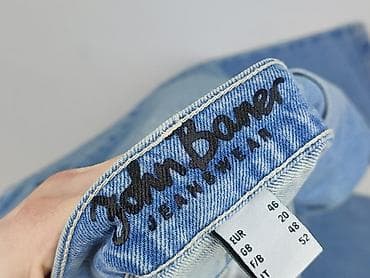 John Baner
JEANSWEAR
EUR 46
GB 20
F/B 48
IT 52